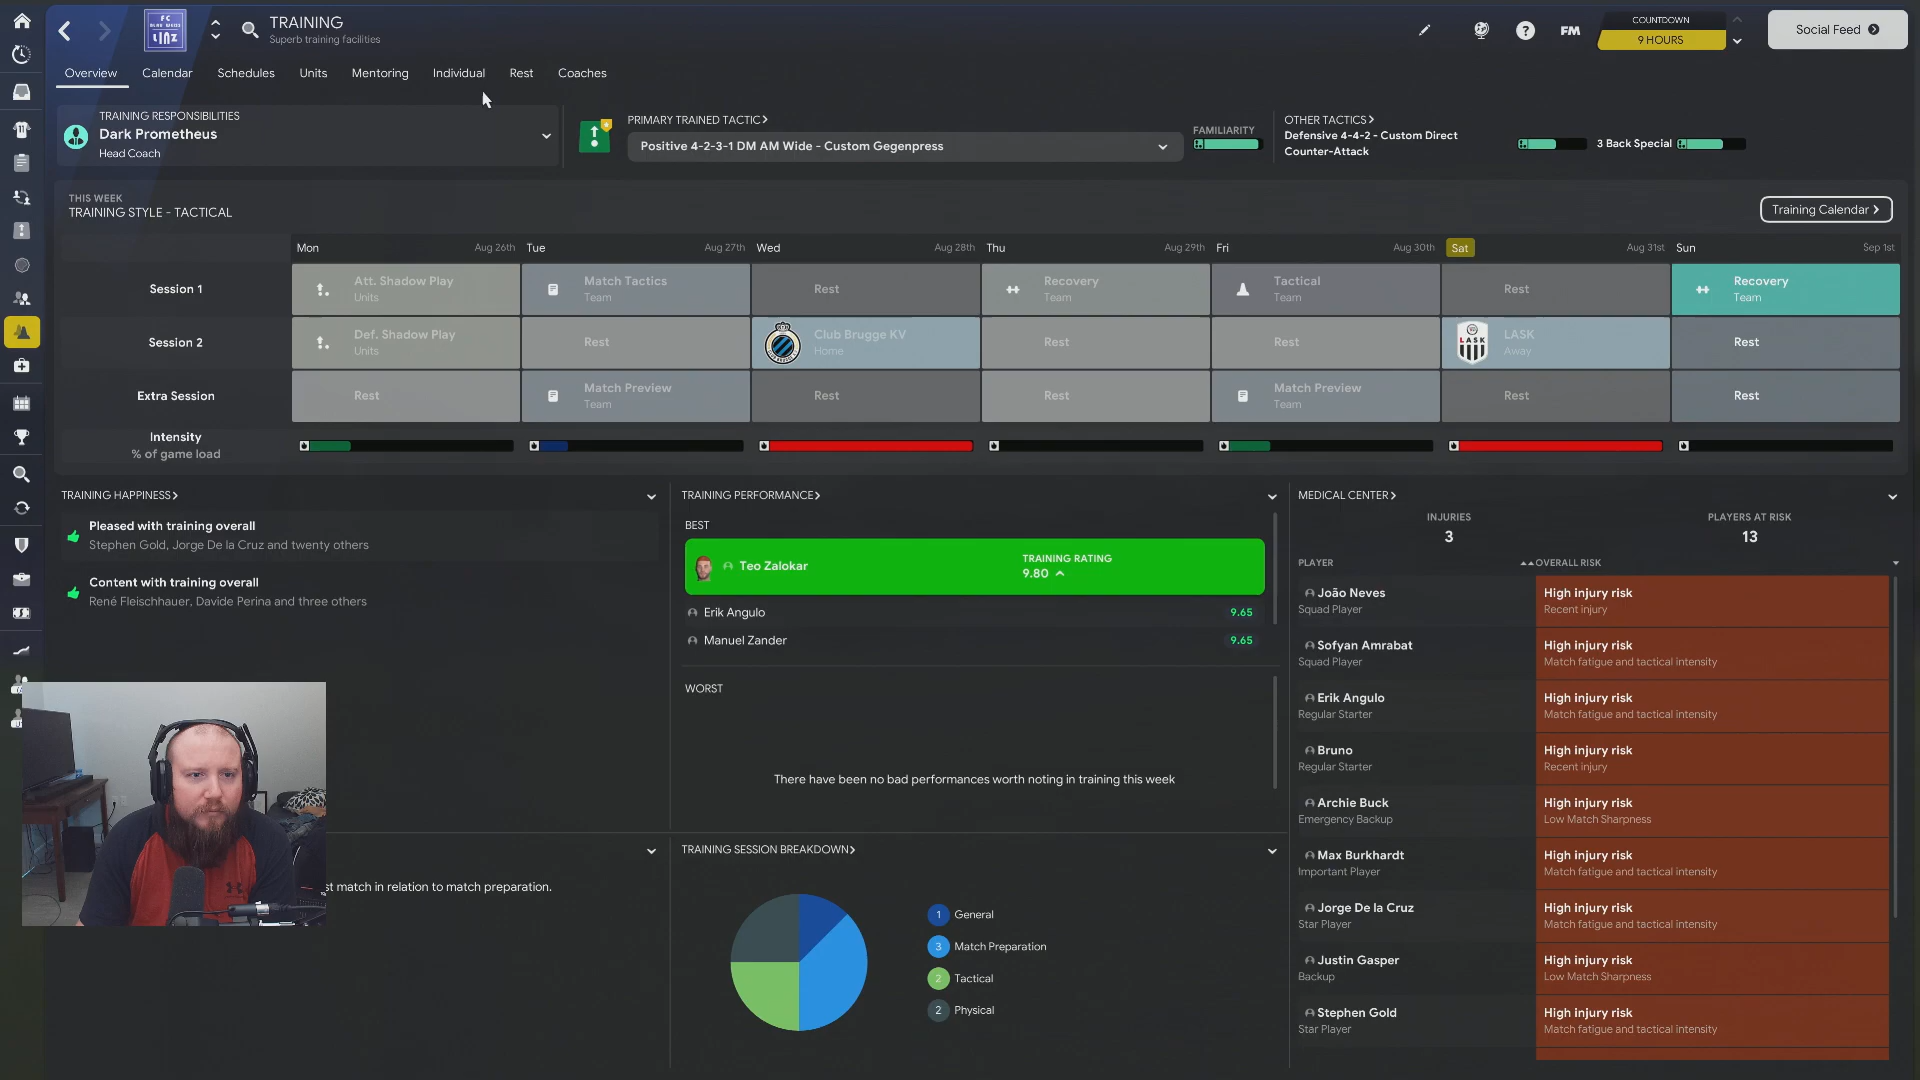 FC
BLAU WEISS
LINZ
TRAINING
Superb training facilities
FM
COUNTDOWN
9 HOURS
Social Feed
Overview
Calendar
Schedules
Units
Mentoring
Individual
Rest
Coaches
TRAINING RESPONSIBILITIES
Dark Prometheus
Head Coach
PRIMARY TRAINED TACTIC>
Positive 4-2-3-1 DM AM Wide - Custom Gegenpress
FAMILIARITY
OTHER TACTICS>
Defensive 4-4-2 - Custom Direct
Counter-Attack
3 Back Special
THIS WEEK
TRAINING STYLE - TACTICAL
Training Calendar >
Mon Aug 26th Tue Aug 27th Wed Aug 28th Thu Aug 29th Fri Aug 30th Sat Aug 31st Sun Sep 1st
Session 1
Att. Shadow Play
Units
Match Tactics
Team
Rest
Recovery
Team
Tactical
Team
Rest
Recovery
Team
Session 2
Def. Shadow Play
Units
Rest
Club Brugge KV
Home
Rest
Rest
LASK
LASK
Away
Rest
Extra Session
Rest
Match Preview
Team
Rest
Rest
Match Preview
Team
Rest
Rest
Intensity
% of game load
TRAINING HAPPINESS>
Pleased with training overall
Stephen Gold, Jorge De la Cruz and twenty others
Content with training overall
René Fleischhauer, Davide Perina and three others
st match in relation to match preparation.
TRAINING PERFORMANCE>
BEST
Teo Zalokar
TRAINING RATING
9.80
Erik Angulo 9.65
Manuel Zander 9.65
WORST
There have been no bad performances worth noting in training this week
TRAINING SESSION BREAKDOWN>
1 General
3 Match Preparation
2 Tactical
2 Physical
MEDICAL CENTER>
INJURIES
3
PLAYERS AT RISK
13
PLAYER
OVERALL RISK
João Neves
Squad Player
High injury risk
Recent injury
Sofyan Amrabat
Squad Player
High injury risk
Match fatigue and tactical intensity
Erik Angulo
Regular Starter
High injury risk
Match fatigue and tactical intensity
Bruno
Regular Starter
High injury risk
Recent injury
Archie Buck
Emergency Backup
High injury risk
Low Match Sharpness
Max Burkhardt
Important Player
High injury risk
Match fatigue and tactical intensity
Jorge De la Cruz
Star Player
High injury risk
Match fatigue and tactical intensity
Justin Gasper
Backup
High injury risk
Low Match Sharpness
Stephen Gold
Star Player
High injury risk
Match fatigue and tactical intensity